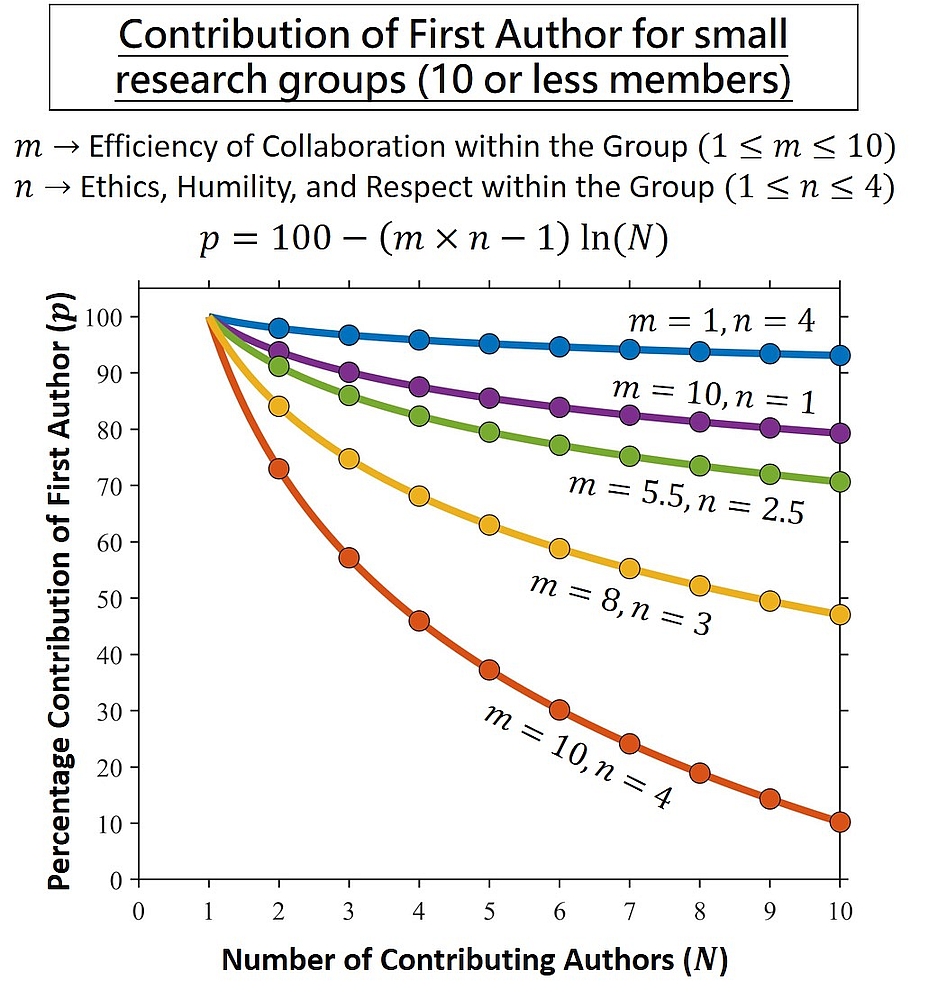 Contribution of First Author for small
research groups (10 or less members)
m → Efficiency of Collaboration within the Group (1 ≤ m ≤ 10)
n → Ethics, Humility, and Respect within the Group (1 ≤ n ≤ 4)
p = 100 − (m × n − 1) ln(N)
Percentage Contribution of First Author (p)
100
90
80
70
60
50
40
30
20
10
0
m = 1, n = 4
m = 10, n = 1
m = 5.5, n = 2.5
m = 8, n = 3
m = 10, n = 4
0 1 2 3 4 5 6 7 8 9 10
Number of Contributing Authors (N)